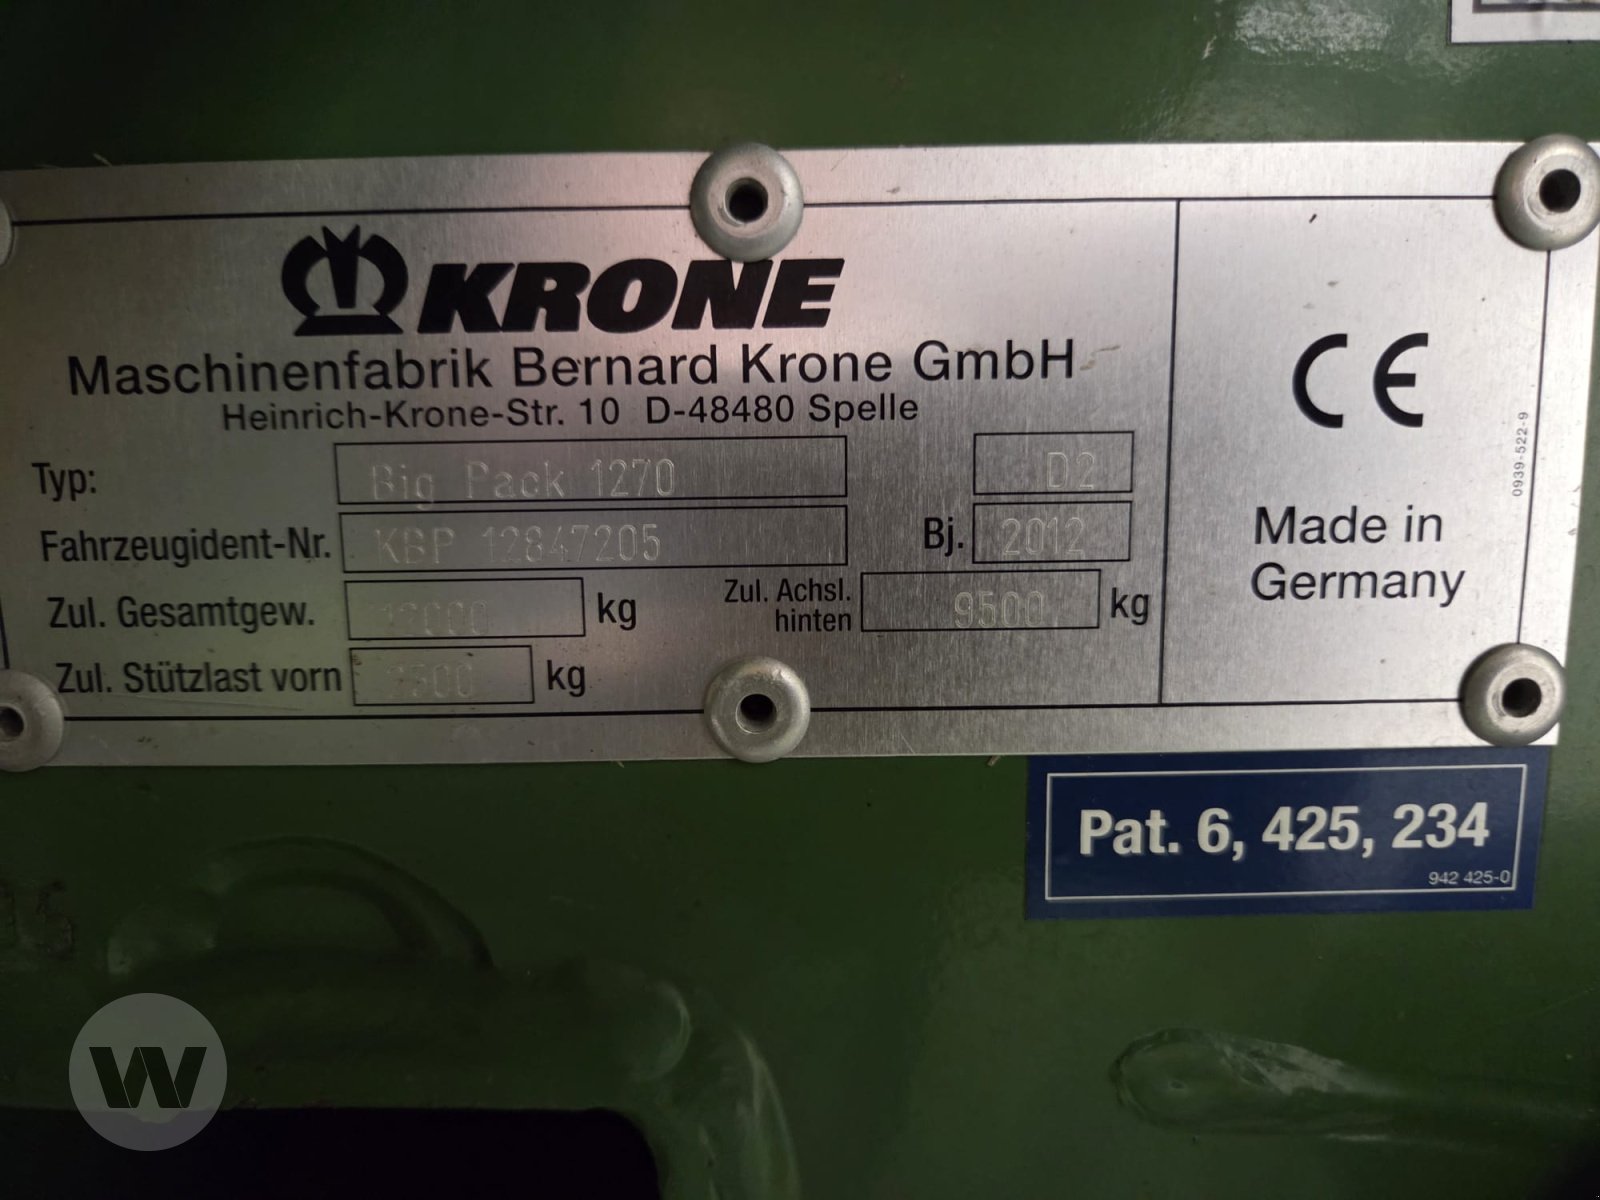 KRONE
Maschinenfabrik Bernard Krone GmbH
Heinrich-Krone-Str. 10 D-48480 Spelle
Typ: Big Pack 1270 D2
Fahrzeugident-Nr. KBP 12847205 Bj. 2012
Zul. Gesamtgew. 12000 kg Zul. Achsl. hinten 9500 kg
Zul. Stützlast vorn kg
CE
Made in
Germany
0939-522-9
Pat. 6, 425, 234
942 425-0
W